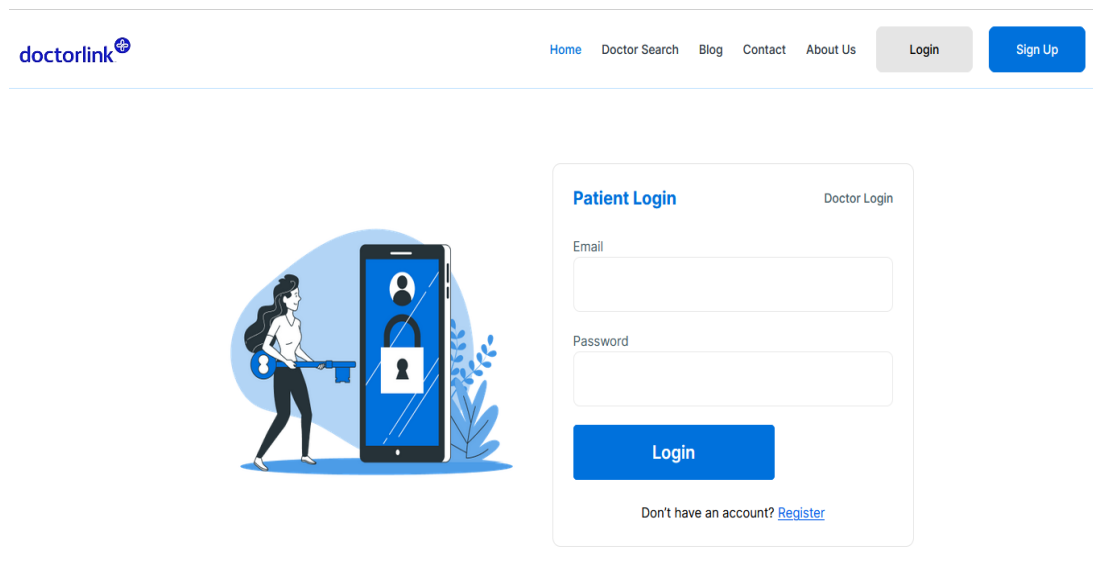 doctorlink
Home Doctor Search Blog Contact About Us Login Sign Up
Patient Login Doctor Login
Email
Password
Login
Don't have an account? Register